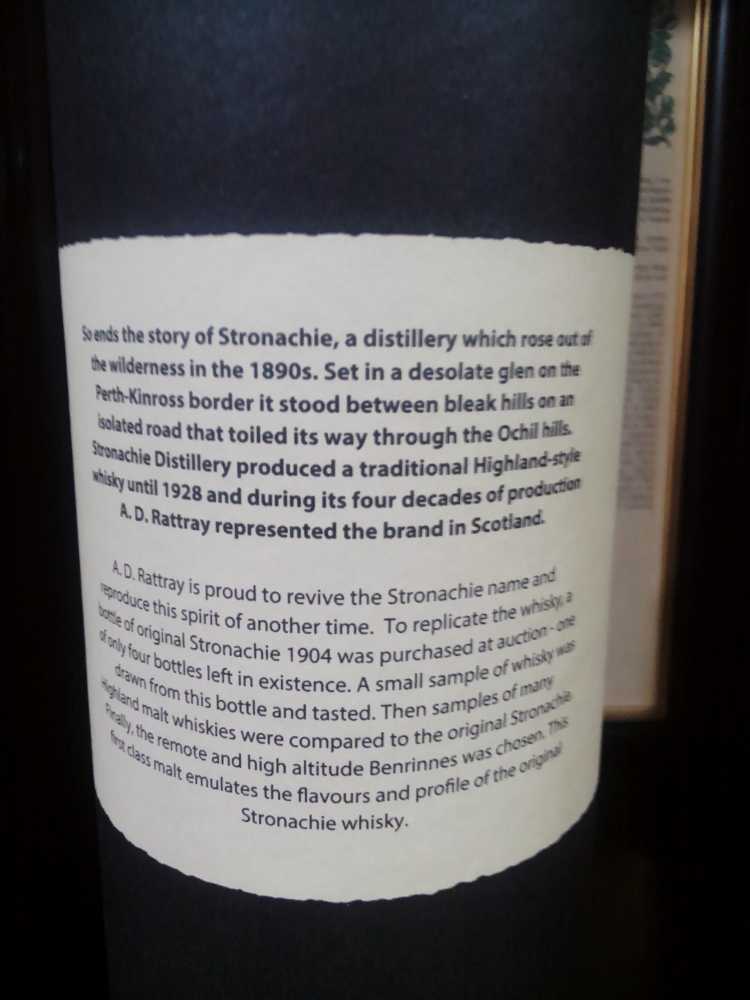 So ends the story of Stronachie, a distillery which rose out of
the wilderness in the 1890s. Set in a desolate glen on the
Perth-Kinross border it stood between bleak hills on an
isolated road that toiled its way through the Ochil hills.
Stronachie Distillery produced a traditional Highland-style
whisky until 1928 and during its four decades of production
A. D. Rattray represented the brand in Scotland.
A. D. Rattray is proud to revive the Stronachie name and
reproduce this spirit of another time. To replicate the whisky, a
bottle of original Stronachie 1904 was purchased at auction - one
of only four bottles left in existence. A small sample of whisky was
drawn from this bottle and tasted. Then samples of many
Highland malt whiskies were compared to the original Stronachie.
Finally, the remote and high altitude Benrinnes was chosen. This
first class malt emulates the flavours and profile of the original
Stronachie whisky.